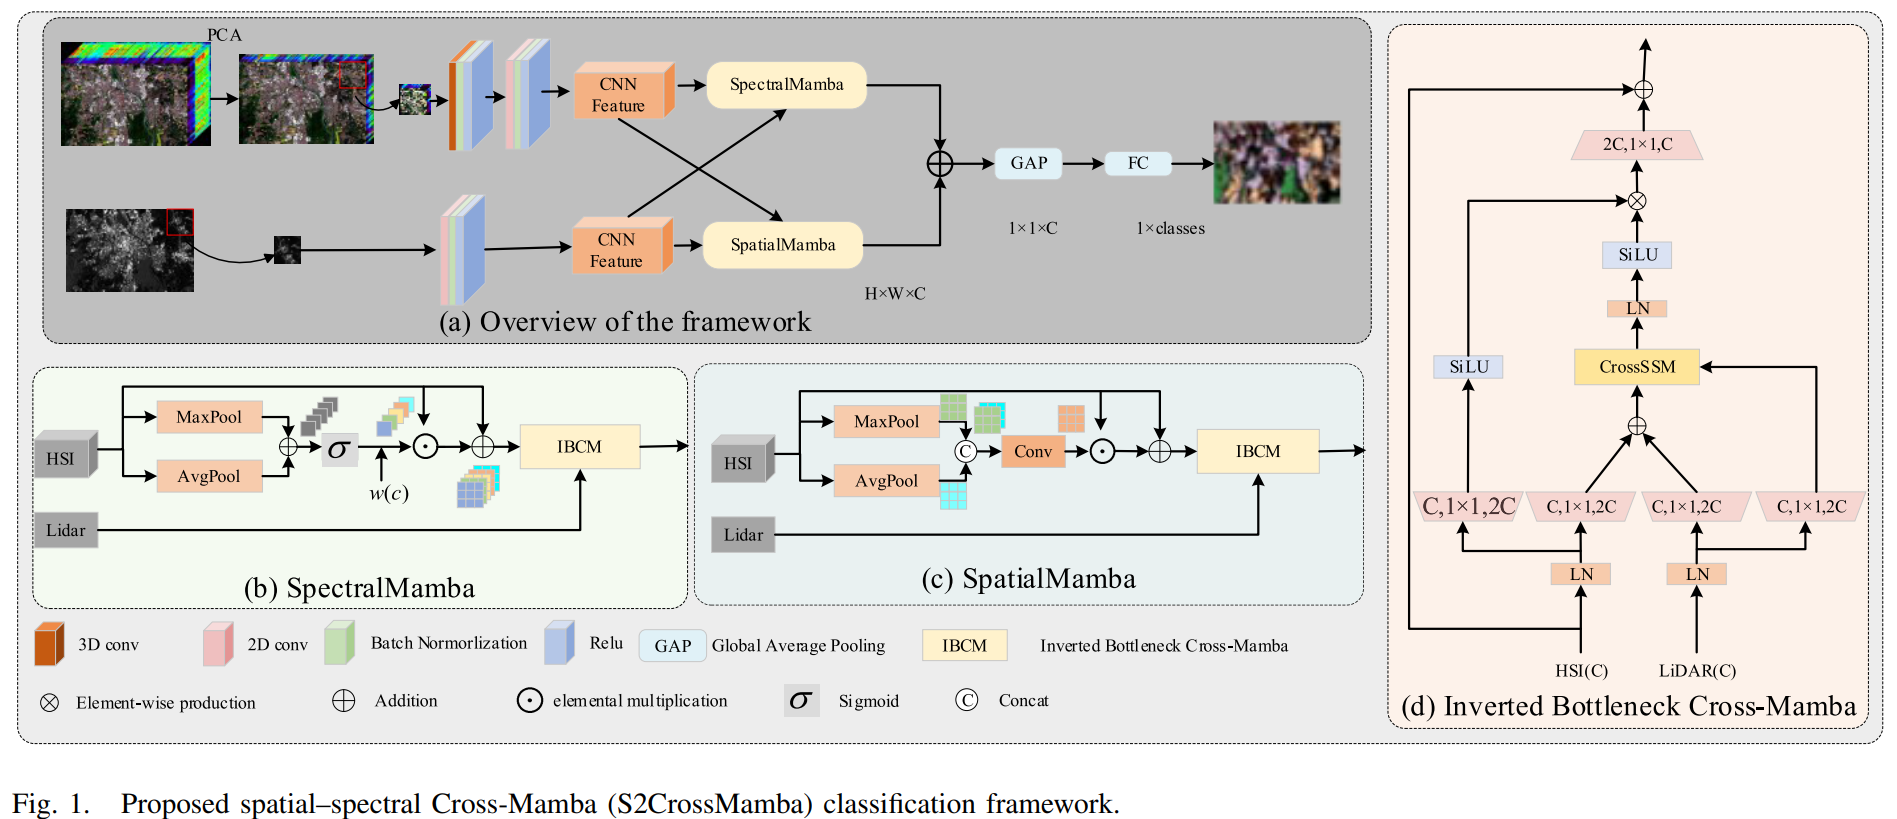 PCA
CNN
Feature
SpectralMamba
GAP
FC
CNN
Feature
SpatialMamba
1×1×C
1×classes
H×W×C
(a) Overview of the framework
HSI
MaxPool
AvgPool
σ
w(c)
IBCM
Lidar
(b) SpectralMamba
HSI
MaxPool
AvgPool
C
Conv
IBCM
Lidar
(c) SpatialMamba
2C,1×1,C
SiLU
LN
SiLU
CrossSSM
C,1×1,2C
C,1×1,2C
C,1×1,2C
C,1×1,2C
LN
LN
HSI(C)
LiDAR(C)
(d) Inverted Bottleneck Cross-Mamba
3D conv
2D conv
Batch Normorlization
Relu
GAP
Global Average Pooling
IBCM
Inverted Bottleneck Cross-Mamba
Element-wise production
Addition
elemental multiplication
σ
Sigmoid
C
Concat
Fig. 1. Proposed spatial–spectral Cross-Mamba (S2CrossMamba) classification framework.